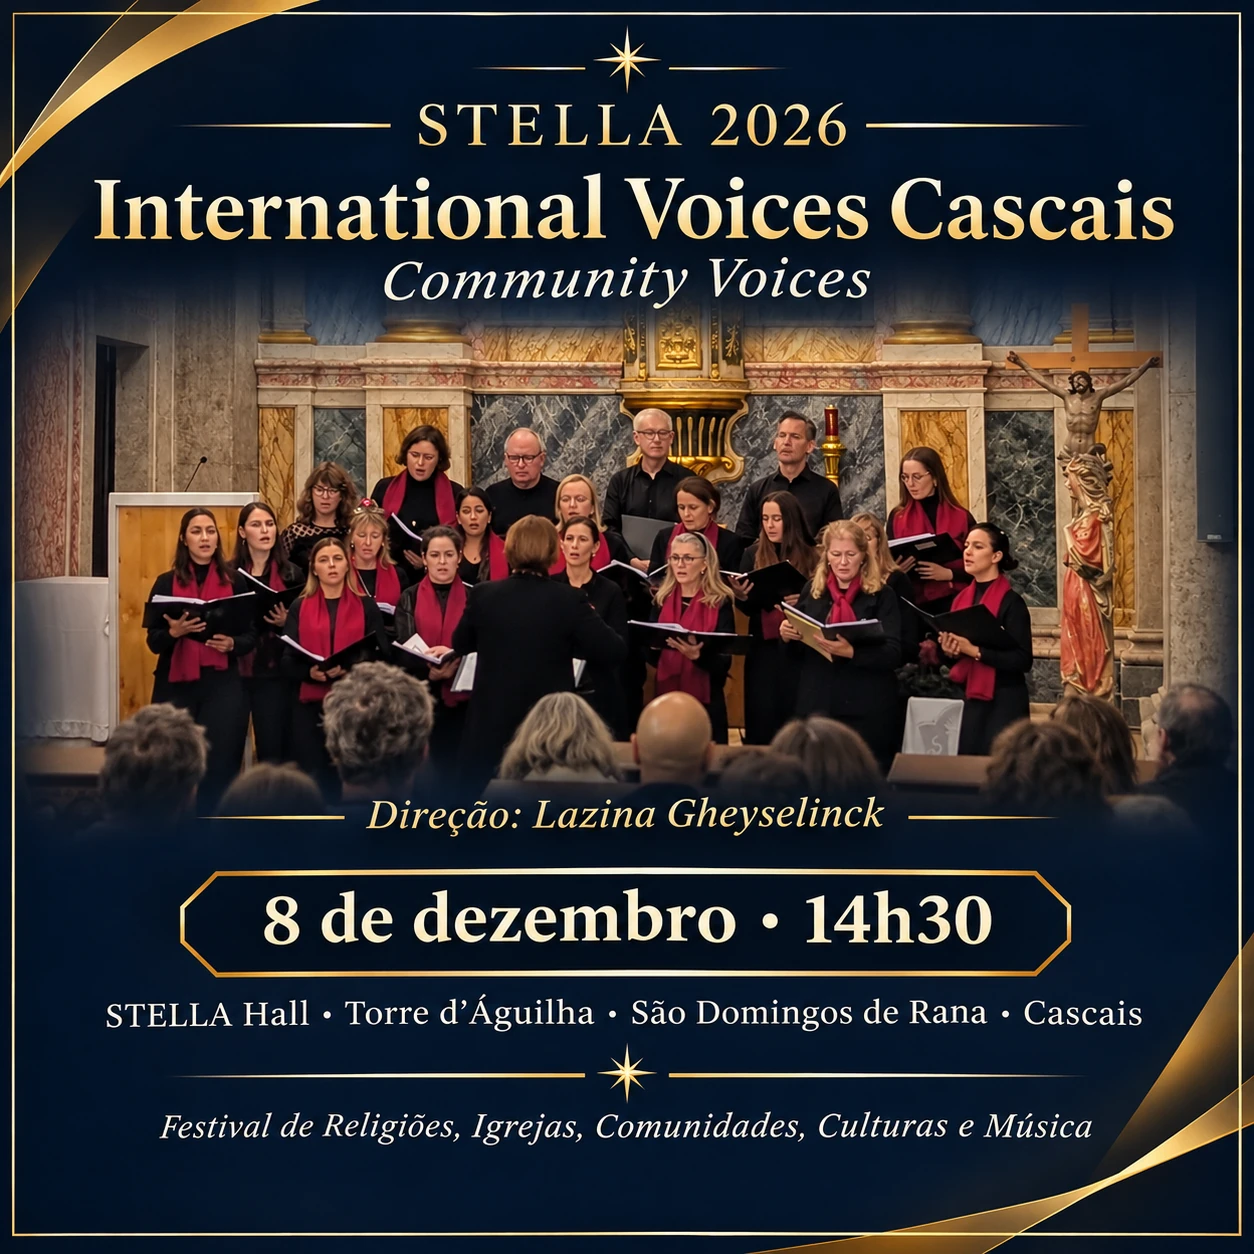 STELLA 2026
International Voices Cascais
Community Voices
Direção: Lazina Gheyselinck
8 de dezembro • 14h30
STELLA Hall • Torre d’Águilha • São Domingos de Rana • Cascais
Festival de Religiões, Igrejas, Comunidades, Culturas e Música